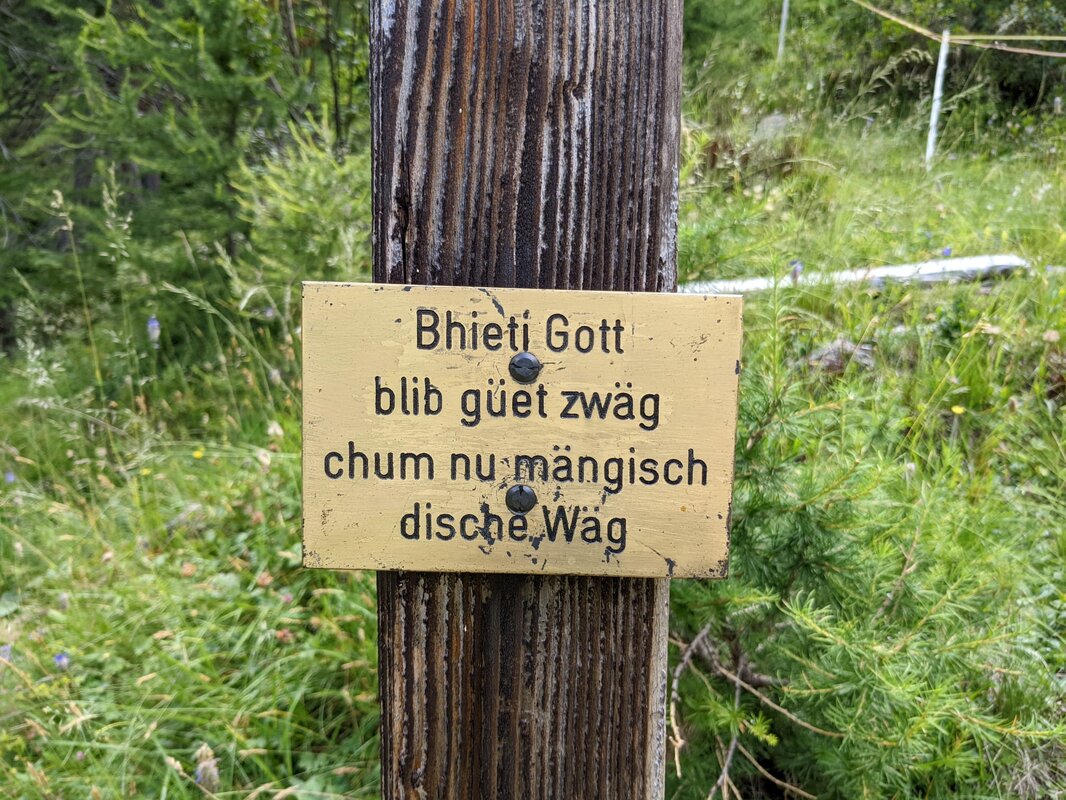 Bhieti Gott
blib güet zwäg
chum nu mängisch
dische Wäg